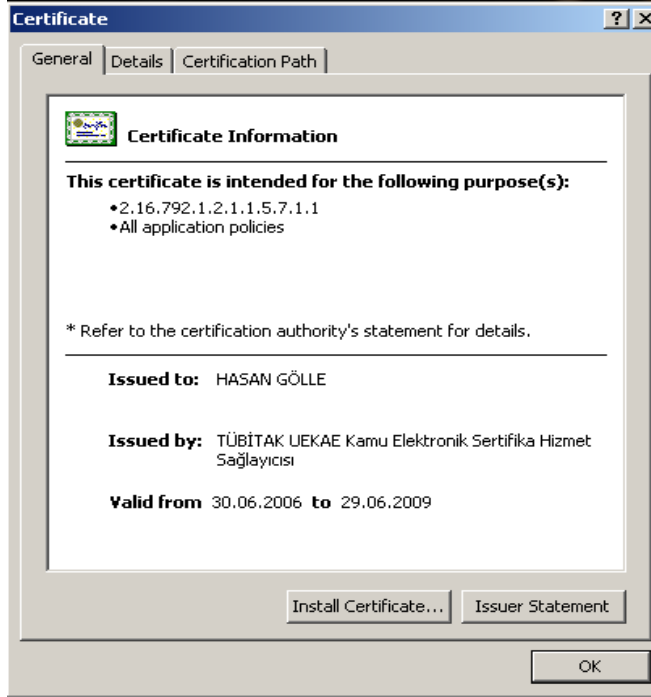 Certificate
General
Details
Certification Path
Certificate Information
This certificate is intended for the following purpose(s):
•2.16.792.1.2.1.1.5.7.1.1
•All application policies
* Refer to the certification authority's statement for details.
Issued to: HASAN GÖLLE
Issued by: TÜBİTAK UEKAE Kamu Elektronik Sertifika Hizmet
Sağlayıcısı
Valid from 30.06.2006 to 29.06.2009
Install Certificate...
Issuer Statement
OK